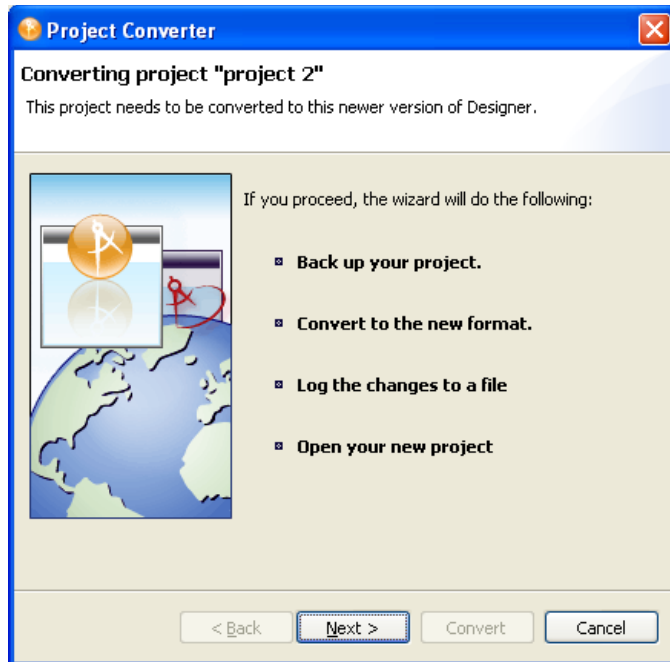 Project Converter
Converting project "project 2"
This project needs to be converted to this newer version of Designer.
If you proceed, the wizard will do the following:
Back up your project.
Convert to the new format.
Log the changes to a file
Open your new project
< Back
Next >
Convert
Cancel